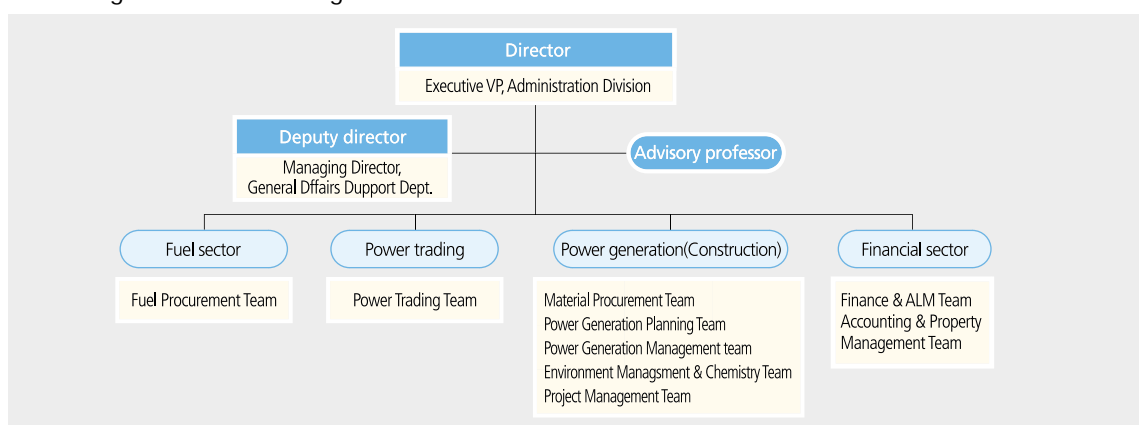 Director
Executive VP, Administration Division
Deputy director
Managing Director,
General Dffairs Dupport Dept.
Advisory professor
Fuel sector
Fuel Procurement Team
Power trading
Power Trading Team
Power generation(Construction)
Material Procurement Team
Power Generation Planning Team
Power Generation Management team
Environment Managsment & Chemistry Team
Project Management Team
Financial sector
Finance & ALM Team
Accounting & Property
Management Team